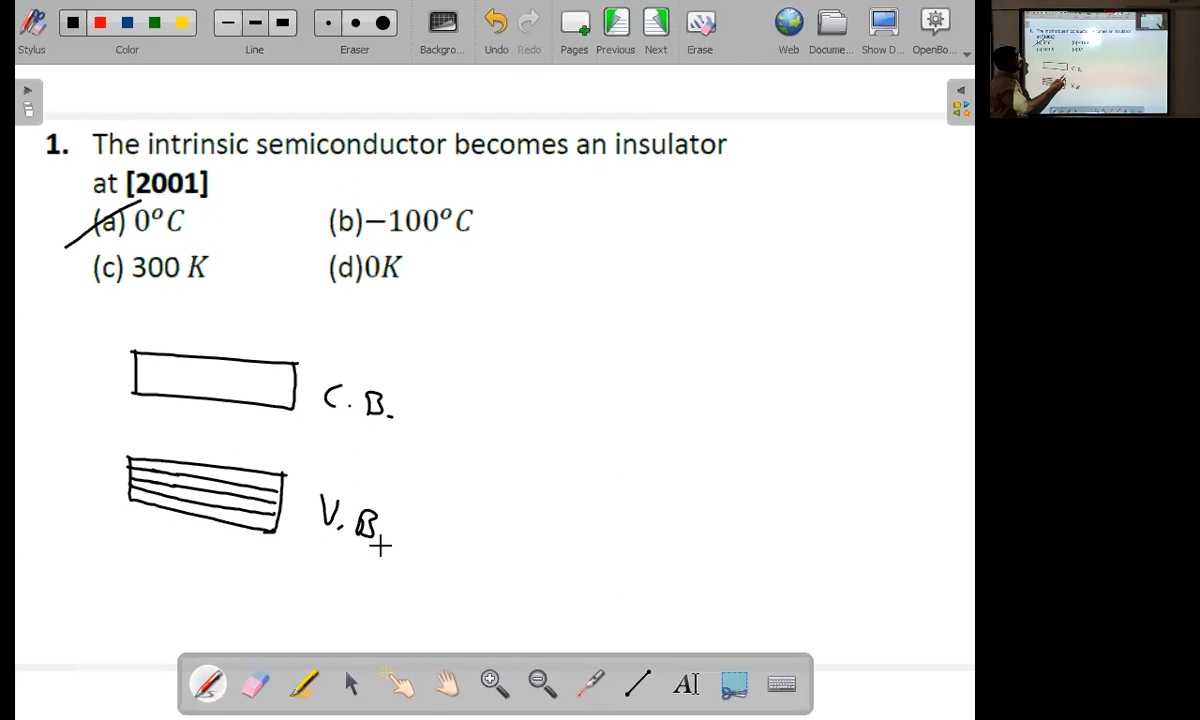 Stylus Color Line Eraser Backgro... Undo Redo Pages Previous Next Erase Web Docume... Show D... OpenBo...
1. The intrinsic semiconductor becomes an insulator
at [2001]
(a) 0°C (b)−100°C
(c) 300 K (d)0K
C. B.
V. B